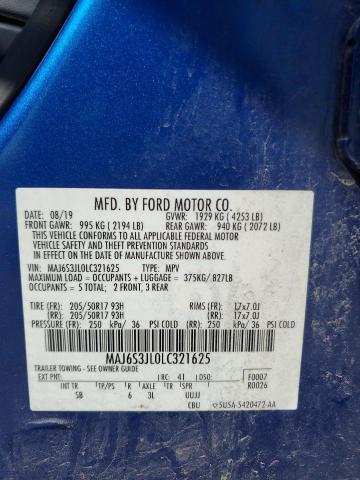 MFD. BY FORD MOTOR CO.
DATE: 08/19 GVWR: 1929 KG ( 4253 LB)
FRONT GAWR: 995 KG ( 2194 LB) REAR GAWR: 940 KG ( 2072 LB)
THIS VEHICLE CONFORMS TO ALL APPLICABLE FEDERAL MOTOR
VEHICLE SAFETY AND THEFT PREVENTION STANDARDS
IN EFFECT ON THE DATE OF MANUFACTURE SHOWN ABOVE.
VIN: MAJ6S3JL0LC321625 TYPE: MPV
MAXIMUM LOAD = OCCUPANTS + LUGGAGE = 375KG/ 827LB
OCCUPANTS = 5 TOTAL, 2 FRONT, 3 REAR
TIRE (FR): 205/50R17 93H RIMS (FR): 17x7.0J
(RR): 205/50R17 93H (RR): 17x7.0J
PRESSURE (FR): 250 kPa/ 36 PSI COLD (RR): 250 kPa/ 36 PSI COLD
MAJ6S3JL0LC321625
TRAILER TOWING - SEE OWNER GUIDE
EXT PNT: RC: 41 DSO: F0007
R0026
INT TR TP/PS R AXLE TR SPR
SB 6 3L UUJJ
CBU 5U5A-5420472-AA